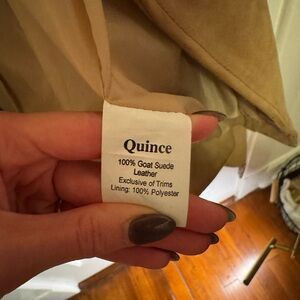 Quince
100% Goat Suede
Leather
Exclusive of Trims
Lining: 100% Polyester